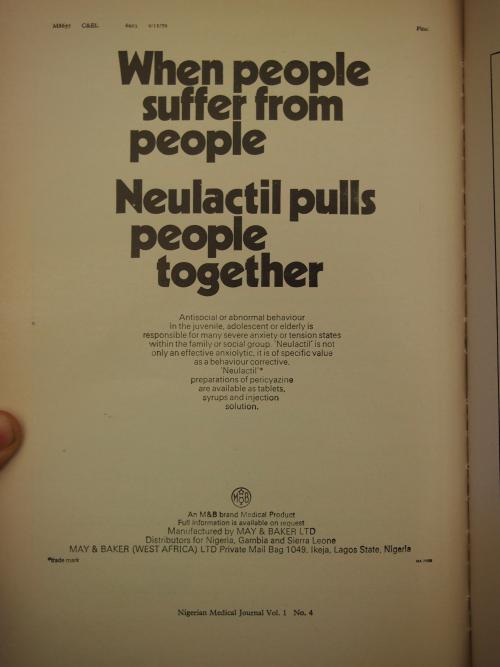 C&EL
When people
suffer from
people
Neulactil pulls
people
together
Antisocial or abnormal behaviour
in the juvenile, adolescent or elderly is
responsible for many severe anxiety or tension states
within the family or social group. 'Neulactil' is not
only an effective anxiolytic, it is of specific value
as a behaviour corrective.
'Neulactil'*
preparations of pericyazine
are available as tablets,
syrups and injection
solution.
M&B
An M&B brand Medical Product
Full information is available on request
Manufactured by MAY & BAKER LTD
Distributors for Nigeria, Gambia and Sierra Leone
MAY & BAKER (WEST AFRICA) LTD Private Mail Bag 1049, Ikeja, Lagos State, Nigeria
*trade mark
Nigerian Medical Journal Vol. 1 No. 4